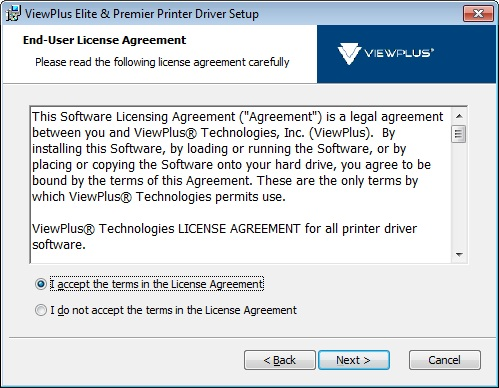 ViewPlus Elite & Premier Printer Driver Setup
End-User License Agreement
Please read the following license agreement carefully
VIEWPLUS®
This Software Licensing Agreement ("Agreement") is a legal agreement
between you and ViewPlus® Technologies, Inc. (ViewPlus). By
installing this Software, by loading or running the Software, or by
placing or copying the Software onto your hard drive, you agree to be
bound by the terms of this Agreement. These are the only terms by
which ViewPlus® Technologies permits use.
ViewPlus® Technologies LICENSE AGREEMENT for all printer driver
software.
I accept the terms in the License Agreement
I do not accept the terms in the License Agreement
< Back
Next >
Cancel